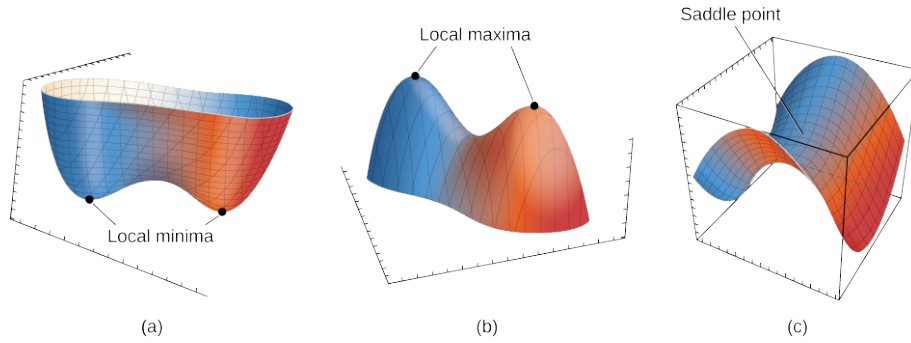 Saddle point
Local maxima
Local minima
(a)
(b)
(c)